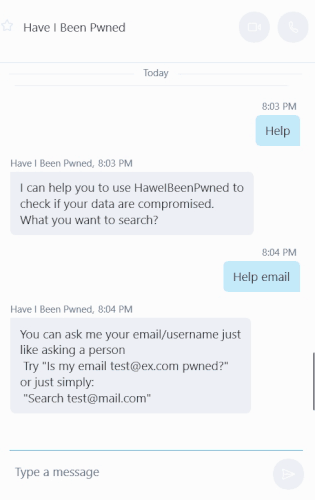 Have I Been Pwned
Today
8:03 PM
Help
Have I Been Pwned, 8:03 PM
I can help you to use HaweIBeenPwned to
check if your data are compromised.
What you want to search?
8:04 PM
Help email
Have I Been Pwned, 8:04 PM
You can ask me your email/username just
like asking a person
Try "Is my email test@ex.com pwned?"
or just simply:
"Search test@mail.com"
Type a message